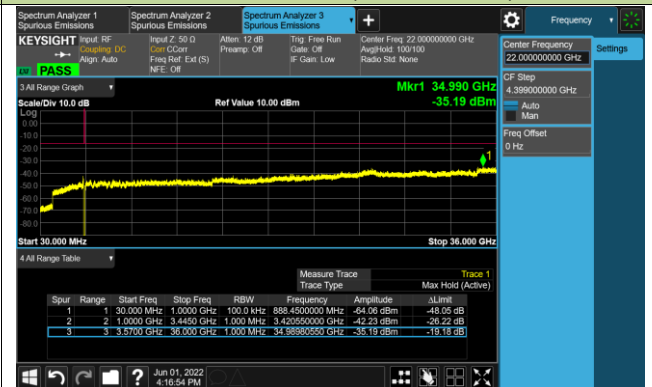 Spectrum Analyzer 1
Spurious Emissions
Spectrum Analyzer 2
Spurious Emissions
Spectrum Analyzer 3
Spurious Emissions
Frequency
KEYSIGHT
Input: RF
Coupling: DC
Align: Auto
Input Z: 50 Ω
Corr CCorr
Freq Ref: Ext (S)
NFE: Off
Atten: 12 dB
Preamp: Off
Trig: Free Run
Gate: Off
IF Gain: Low
Center Freq: 22.000000000 GHz
Avg|Hold: 100/100
Radio Std: None
PASS
Center Frequency
22.000000000 GHz
Settings
CF Step
4.399000000 GHz
Auto
Man
Freq Offset
0 Hz
3 All Range Graph
Mkr1 34.990 GHz
Scale/Div 10.0 dB
Ref Value 10.00 dBm
-35.19 dBm
Log
0.00
-10.0
-20.0
-30.0
-40.0
-50.0
-60.0
-70.0
-80.0
1
Start 30.000 MHz
Stop 36.000 GHz
4 All Range Table
Measure Trace Trace 1
Trace Type Max Hold (Active)
Spur Range Start Freq Stop Freq RBW Frequency Amplitude ΔLimit
1 1 30.000 MHz 1.0000 GHz 100.0 kHz 888.4500000 MHz -64.06 dBm -48.05 dB
2 2 1.0000 GHz 3.4450 GHz 1.000 MHz 3.420550000 GHz -42.23 dBm -26.22 dB
3 3 3.5700 GHz 36.000 GHz 1.000 MHz 34.98980550 GHz -35.19 dBm -19.18 dB
Jun 01, 2022
4:16:54 PM